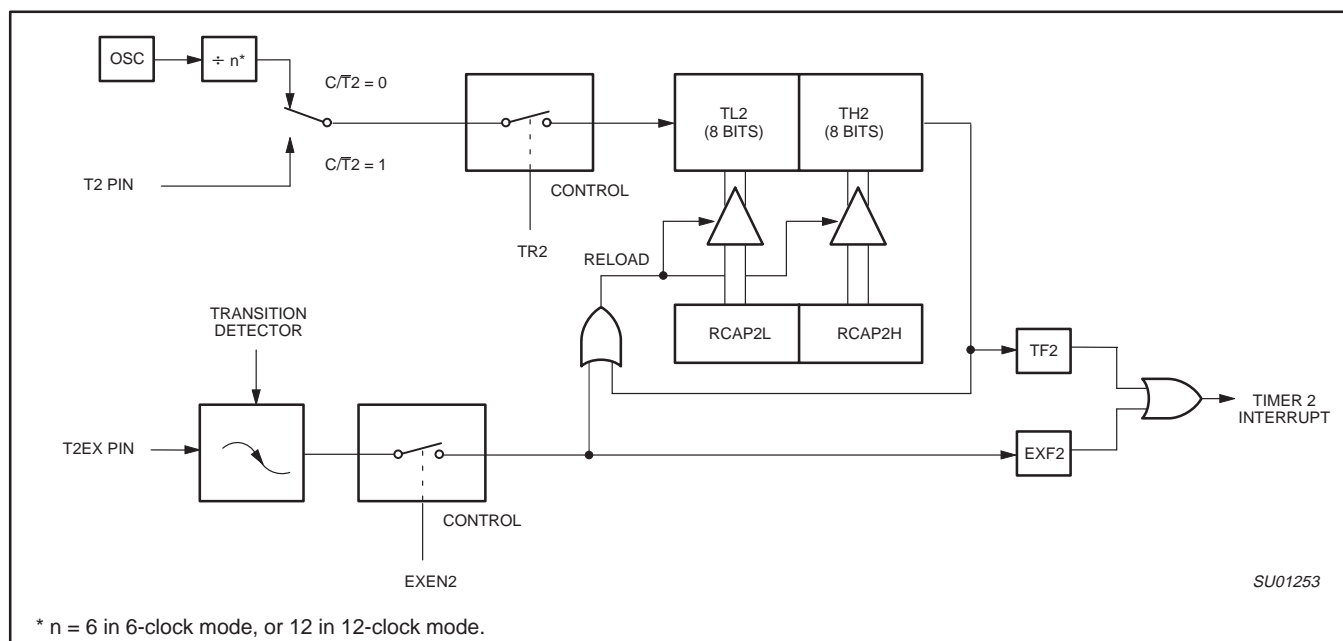 OSC
÷ n*
C/T̅2 = 0
TL2
(8 BITS)
TH2
(8 BITS)
C/T̅2 = 1
T2 PIN
CONTROL
TR2
RELOAD
TRANSITION
DETECTOR
RCAP2L
RCAP2H
TF2
TIMER 2
INTERRUPT
T2EX PIN
EXF2
CONTROL
EXEN2
SU01253
* n = 6 in 6-clock mode, or 12 in 12-clock mode.